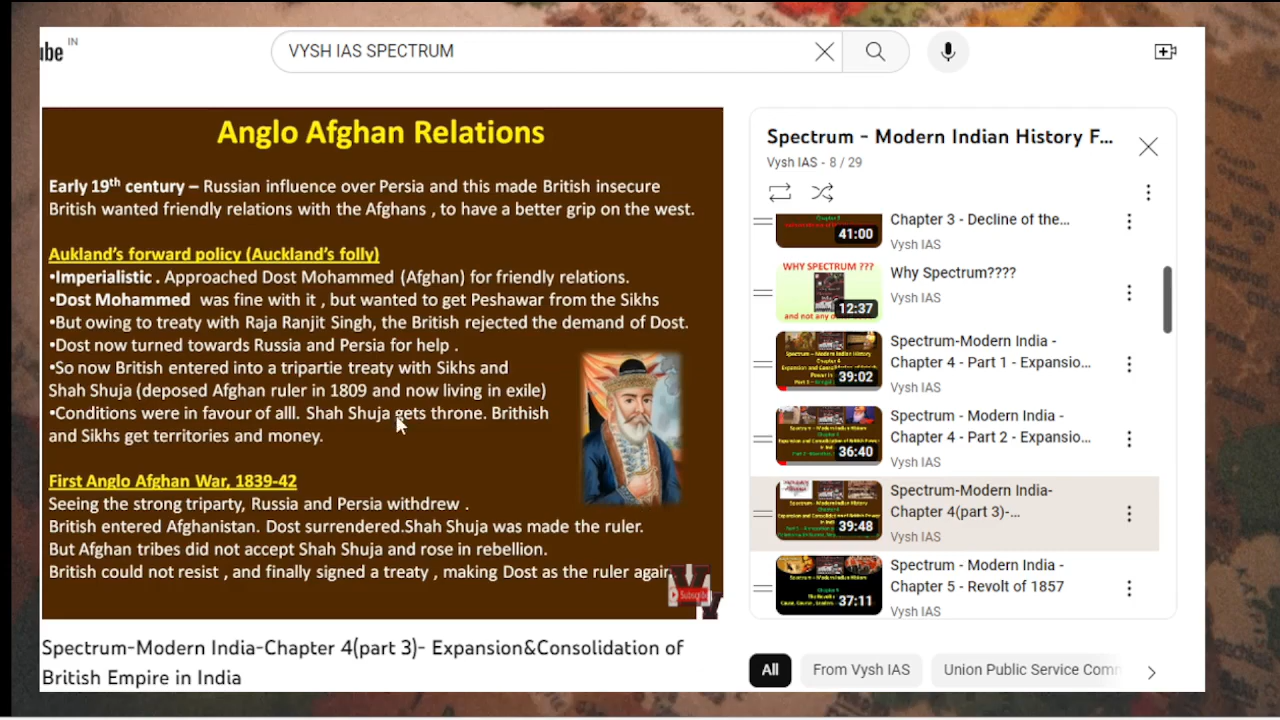 ube IN
VYSH IAS SPECTRUM
Anglo Afghan Relations
Early 19th century – Russian influence over Persia and this made British insecure
British wanted friendly relations with the Afghans , to have a better grip on the west.
Aukland's forward policy (Auckland's folly)
•Imperialistic . Approached Dost Mohammed (Afghan) for friendly relations.
•Dost Mohammed was fine with it , but wanted to get Peshawar from the Sikhs
•But owing to treaty with Raja Ranjit Singh, the British rejected the demand of Dost.
•Dost now turned towards Russia and Persia for help .
•So now British entered into a tripartie treaty with Sikhs and
Shah Shuja (deposed Afghan ruler in 1809 and now living in exile)
•Conditions were in favour of alll. Shah Shuja gets throne. Brithish
and Sikhs get territories and money.
First Anglo Afghan War, 1839-42
Seeing the strong triparty, Russia and Persia withdrew .
British entered Afghanistan. Dost surrendered.Shah Shuja was made the ruler.
But Afghan tribes did not accept Shah Shuja and rose in rebellion.
British could not resist , and finally signed a treaty , making Dost as the ruler again
Subscribe
Spectrum-Modern India-Chapter 4(part 3)- Expansion&Consolidation of
British Empire in India
Spectrum - Modern Indian History F...
Vysh IAS - 8 / 29
41:00
Chapter 3 - Decline of the...
Vysh IAS
WHY SPECTRUM ???
and not any
12:37
Why Spectrum????
Vysh IAS
39:02
Spectrum-Modern India -
Chapter 4 - Part 1 - Expansio...
Vysh IAS
36:40
Spectrum - Modern India -
Chapter 4 - Part 2 - Expansio...
Vysh IAS
39:48
Spectrum-Modern India-
Chapter 4(part 3)-...
Vysh IAS
37:11
Spectrum - Modern India -
Chapter 5 - Revolt of 1857
Vysh IAS
All
From Vysh IAS
Union Public Service Comm